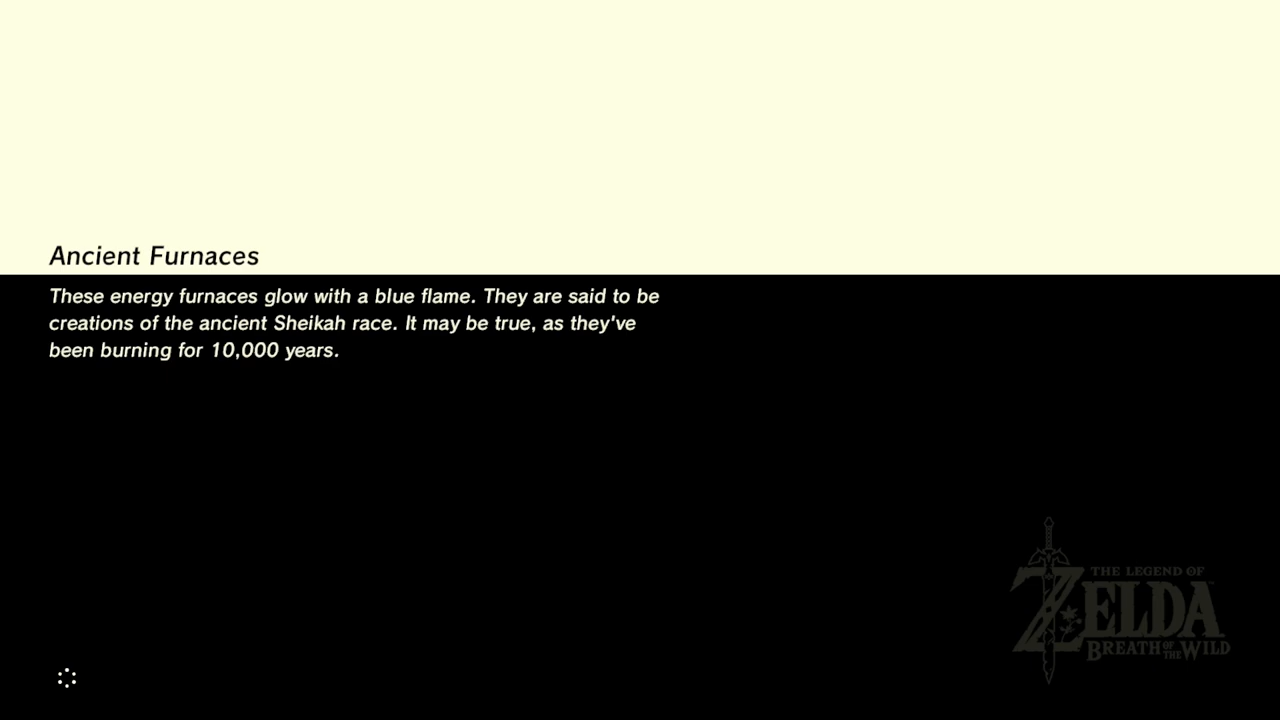 Ancient Furnaces
These energy furnaces glow with a blue flame. They are said to be
creations of the ancient Sheikah race. It may be true, as they've
been burning for 10,000 years.
THE LEGEND OF
ZELDA
BREATH OF THE WILD